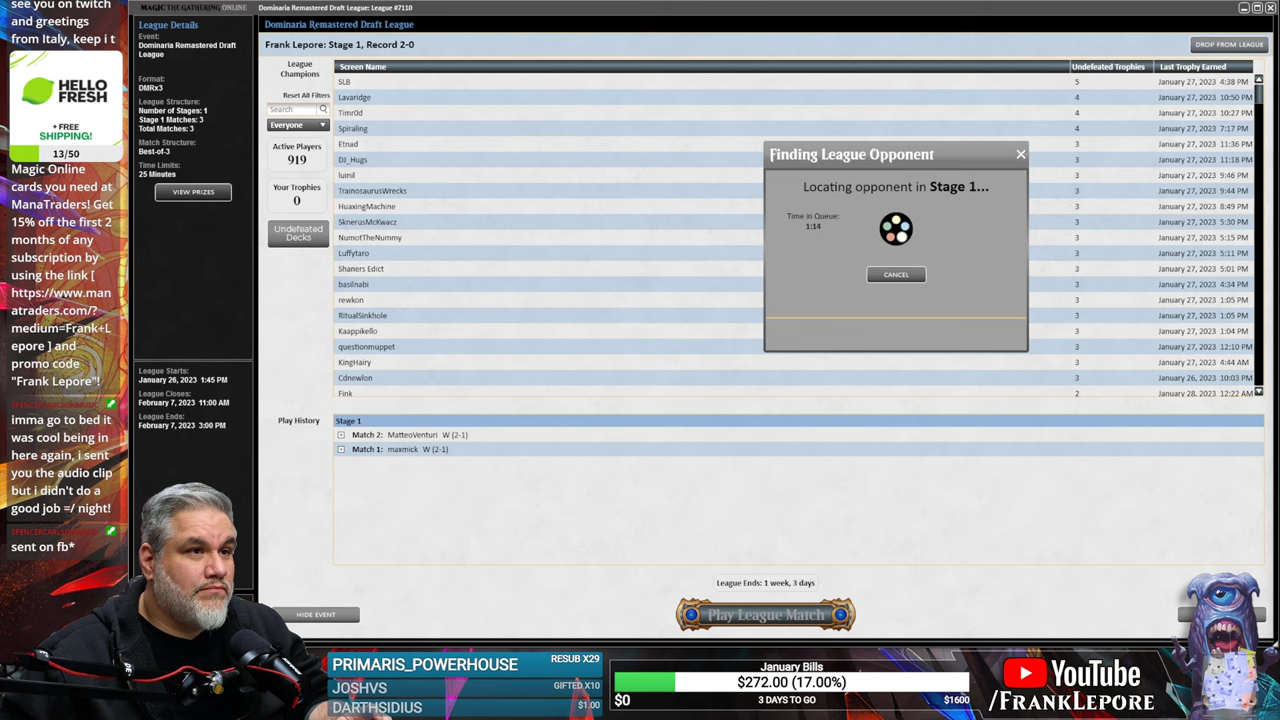 see you on twitch
and greetings
from Italy, keep i t
HELLO
FRESH
+ FREE
SHIPPING!
13/50
Magic Online
cards you need at
ManaTraders! Get
15% off the first 2
months of any
subscription by
using the link [
https://www.man
atraders.com/?
medium=Frank+L
epore ] and
promo code
"Frank Lepore"!
imma go to bed it
was cool being in
here again, i sent
you the audio clip
but i didn't do a
good job =/ night!
sent on fb*
MAGIC THE GATHERING ONLINE
Dominaria Remastered Draft League: League #7110
League Details
Event:
Dominaria Remastered Draft
League
Format:
DMRx3
League Structure:
Number of Stages: 1
Stage 1 Matches: 3
Total Matches: 3
Match Structure:
Best-of-3
Time Limits:
25 Minutes
VIEW PRIZES
League Starts:
January 26, 2023 1:45 PM
League Closes:
February 7, 2023 11:00 AM
League Ends:
February 7, 2023 3:00 PM
Dominaria Remastered Draft League
Frank Lepore: Stage 1, Record 2-0
DROP FROM LEAGUE
League
Champions
Reset All Filters
Search
Everyone
Active Players
919
Your Trophies
0
Undefeated
Decks
Screen Name Undefeated Trophies Last Trophy Earned
SLB 5 January 27, 2023 4:38 PM
Lavaridge 4 January 27, 2023 10:50 PM
Timr0d 4 January 27, 2023 10:27 PM
Spiraling 4 January 27, 2023 7:17 PM
Etnad 3 January 27, 2023 11:36 PM
DJ_Hugs 3 January 27, 2023 11:18 PM
luinil 3 January 27, 2023 9:46 PM
TrainosaurusWrecks 3 January 27, 2023 9:44 PM
HuaxingMachine 3 January 27, 2023 8:49 PM
SknerusMcKwacz 3 January 27, 2023 5:30 PM
NumotTheNummy 3 January 27, 2023 5:15 PM
Luffytaro 3 January 27, 2023 5:11 PM
Shaners Edict 3 January 27, 2023 5:01 PM
basilnabi 3 January 27, 2023 4:34 PM
rewkon 3 January 27, 2023 1:05 PM
RitualSinkhole 3 January 27, 2023 1:05 PM
Kaappikello 3 January 27, 2023 1:04 PM
questionmuppet 3 January 27, 2023 12:10 PM
KingHairy 3 January 27, 2023 4:44 AM
Cdnewlon 3 January 26, 2023 10:03 PM
Fink 2 January 28, 2023 12:22 AM
Finding League Opponent
Locating opponent in Stage 1...
Time in Queue:
1:14
CANCEL
Play History
Stage 1
Match 2: MatteoVenturi W (2-1)
Match 1: maxmick W (2-1)
League Ends: 1 week, 3 days
HIDE EVENT
Play League Match
PRIMARIS_POWERHOUSE RESUB X29
JOSHVS GIFTED X10
DARTHSIDIUS $1.00
January Bills
$272.00 (17.00%)
$0 3 DAYS TO GO $1600
YouTube
/FRANKLEPORE